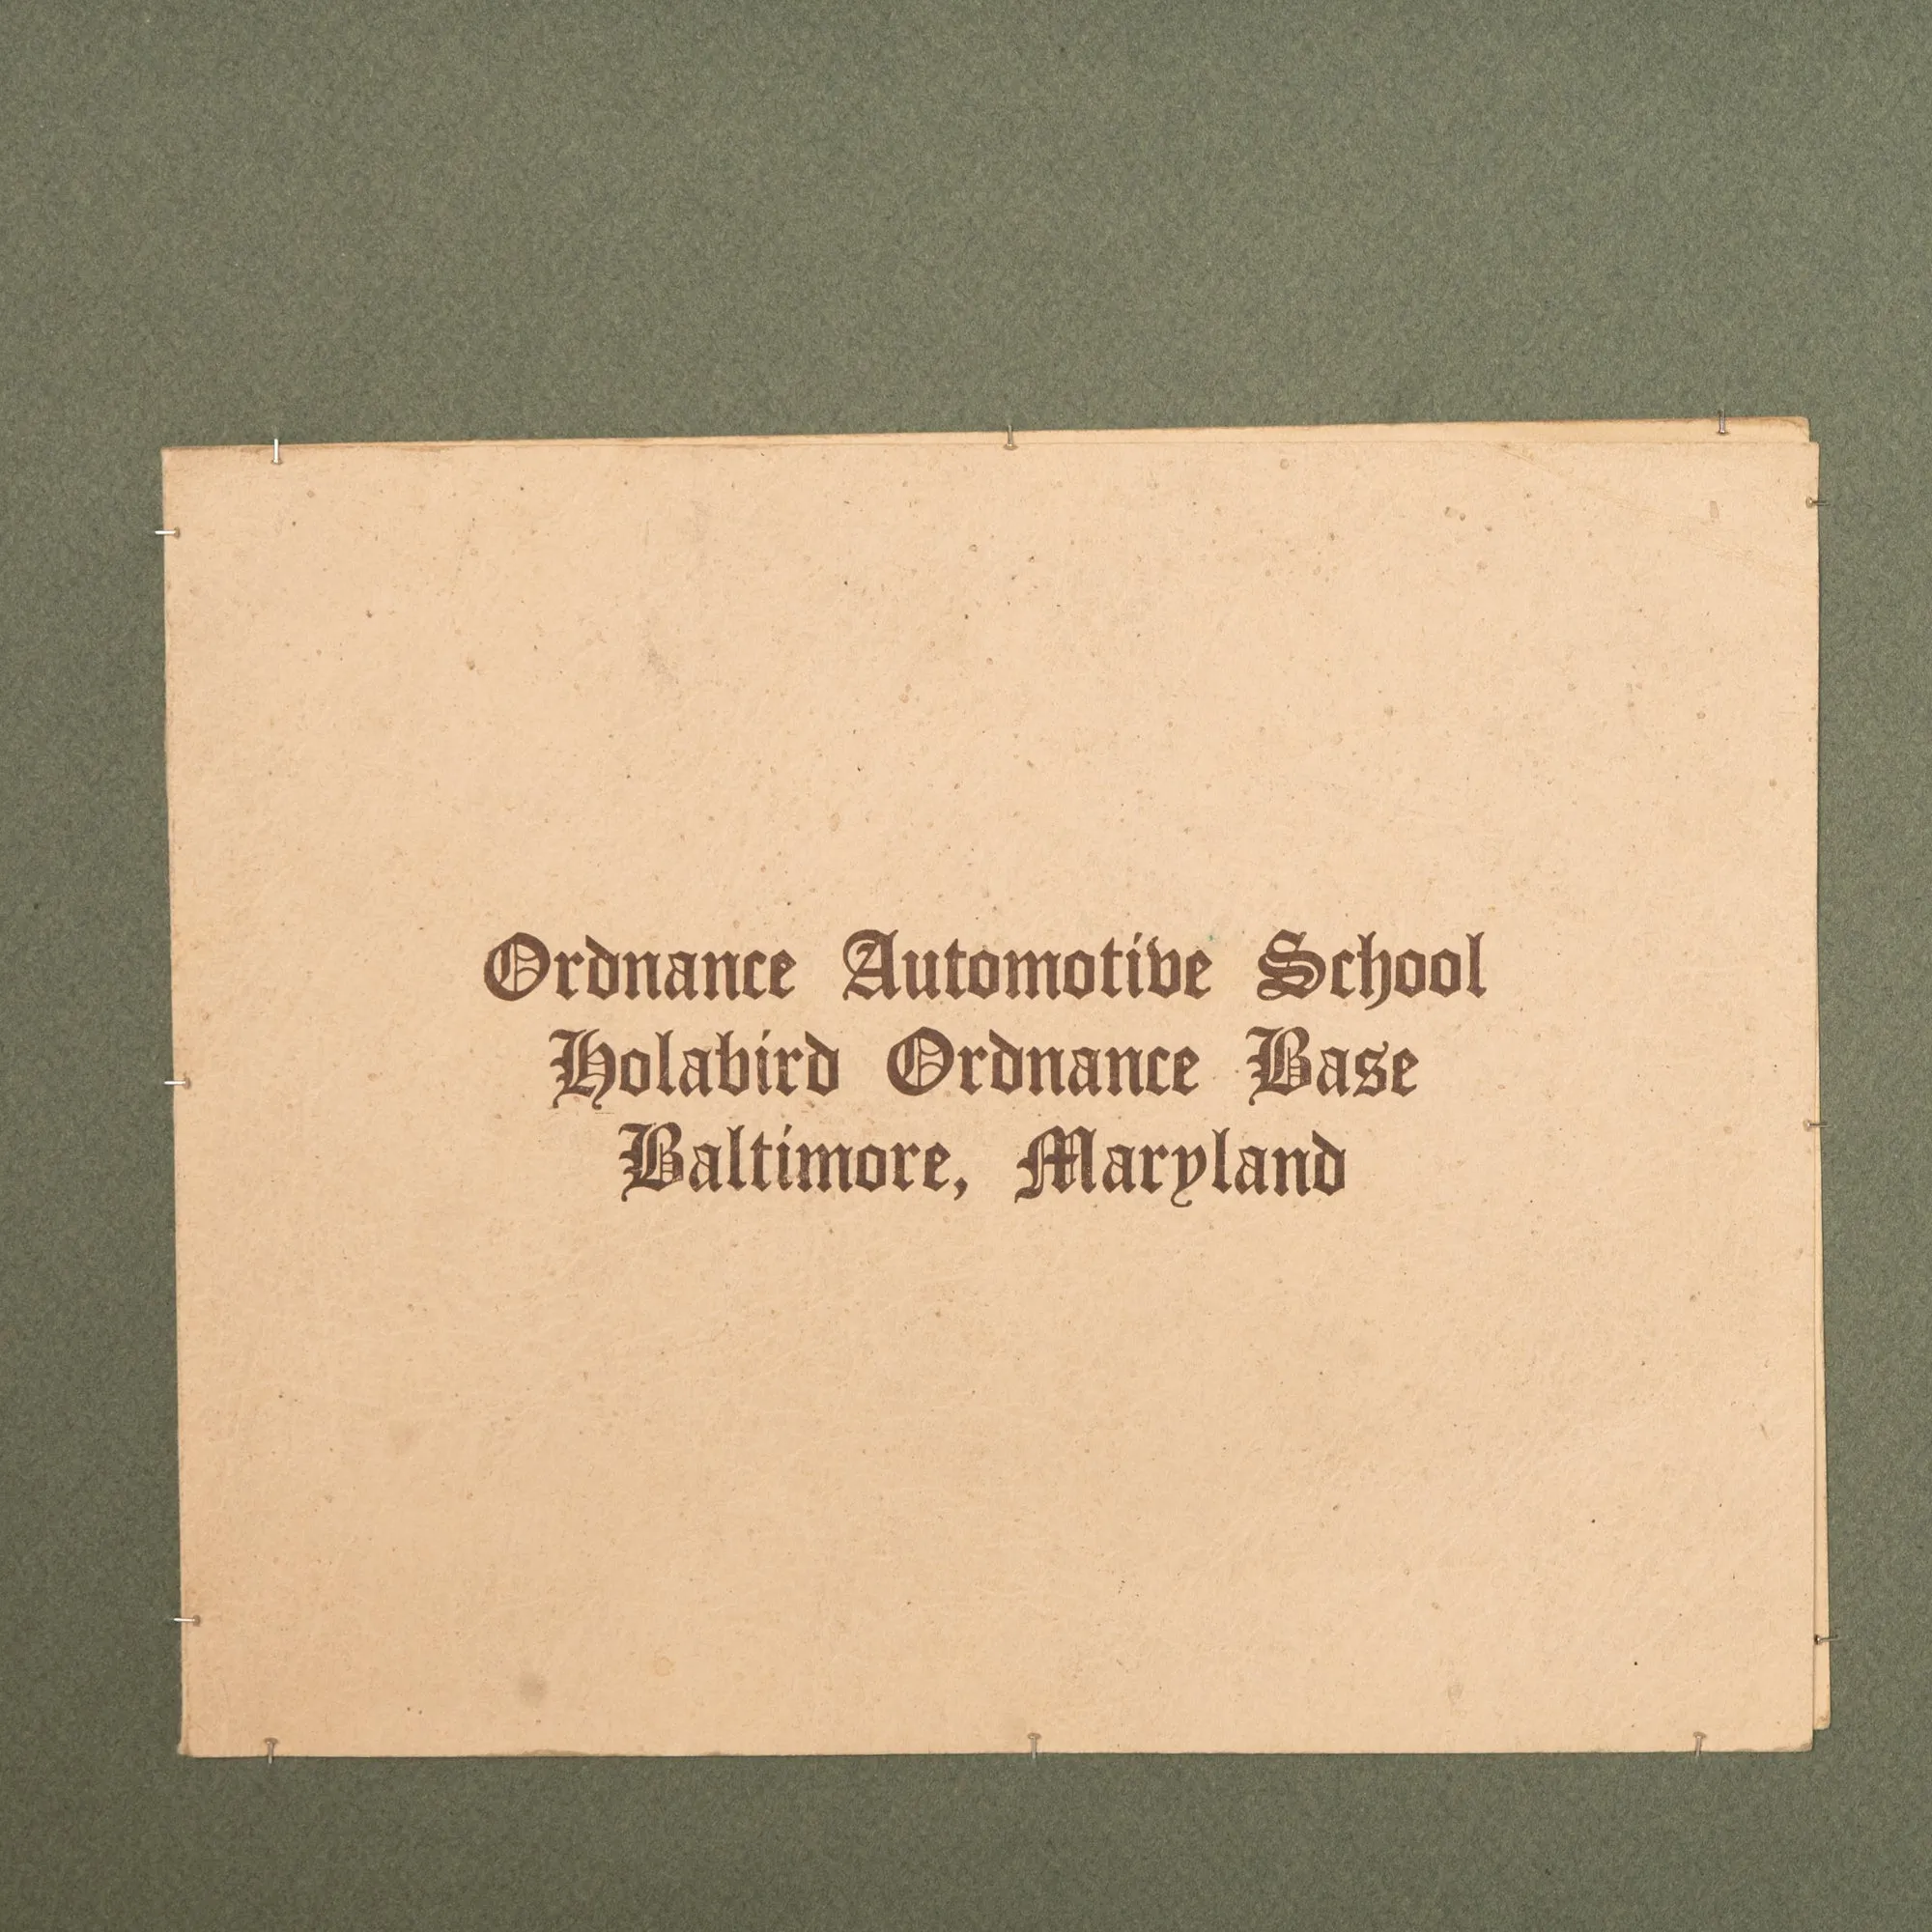 Ordnance Automotive School
Holabird Ordnance Base
Baltimore, Maryland